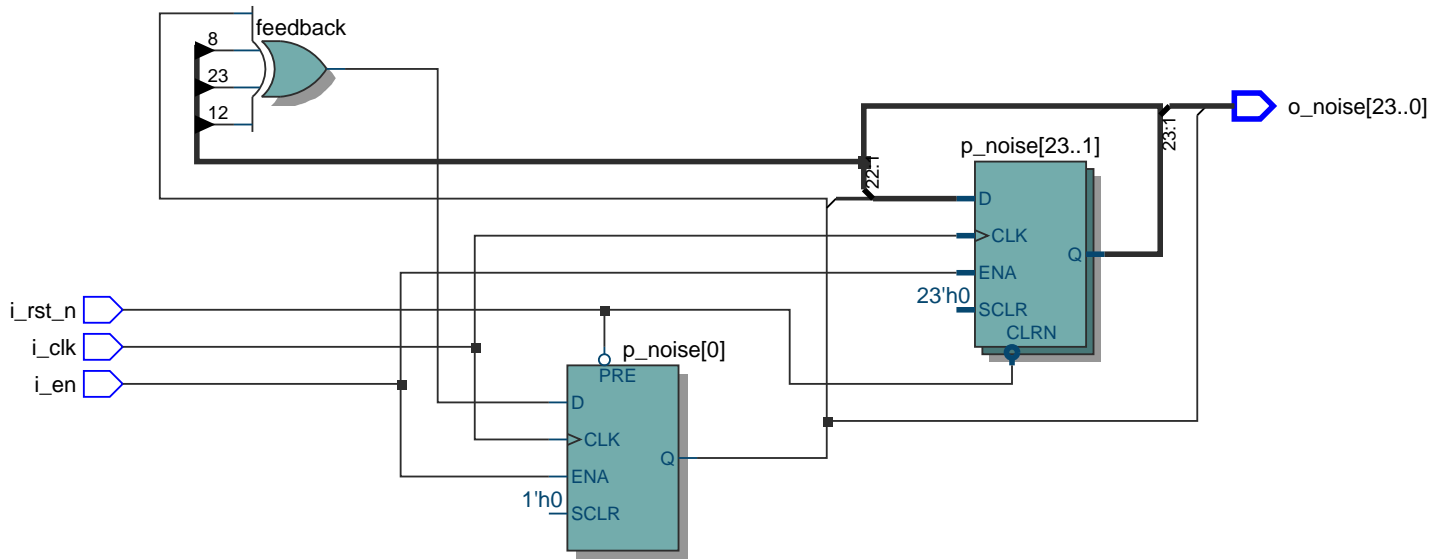 feedback
8
23
12
o_noise[23..0]
23:1
p_noise[23..1]
22:1
D
CLK
Q
ENA
23'h0
SCLR
CLRN
i_rst_n
i_clk
i_en
p_noise[0]
PRE
D
CLK
Q
ENA
1'h0
SCLR